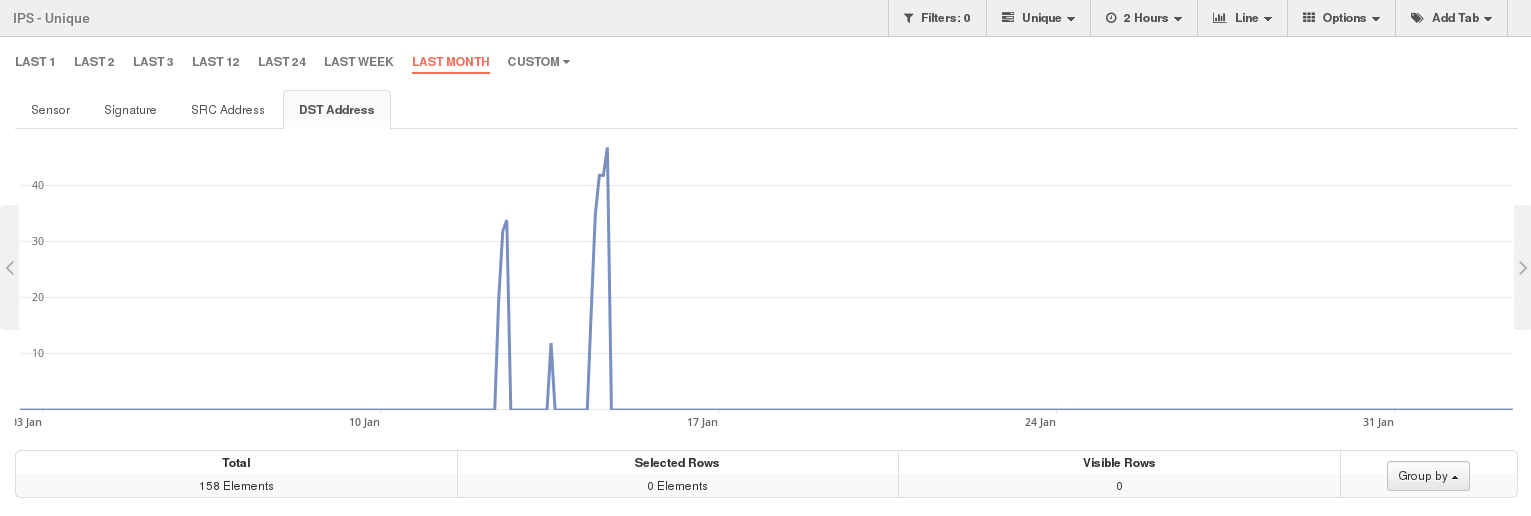 IPS - Unique Filters: 0 Unique 2 Hours Line Options Add Tab
LAST 1 LAST 2 LAST 3 LAST 12 LAST 24 LAST WEEK LAST MONTH CUSTOM
Sensor Signature SRC Address DST Address
40
30
20
10
03 Jan 10 Jan 17 Jan 24 Jan 31 Jan
Total Selected Rows Visible Rows
158 Elements 0 Elements 0
Group by